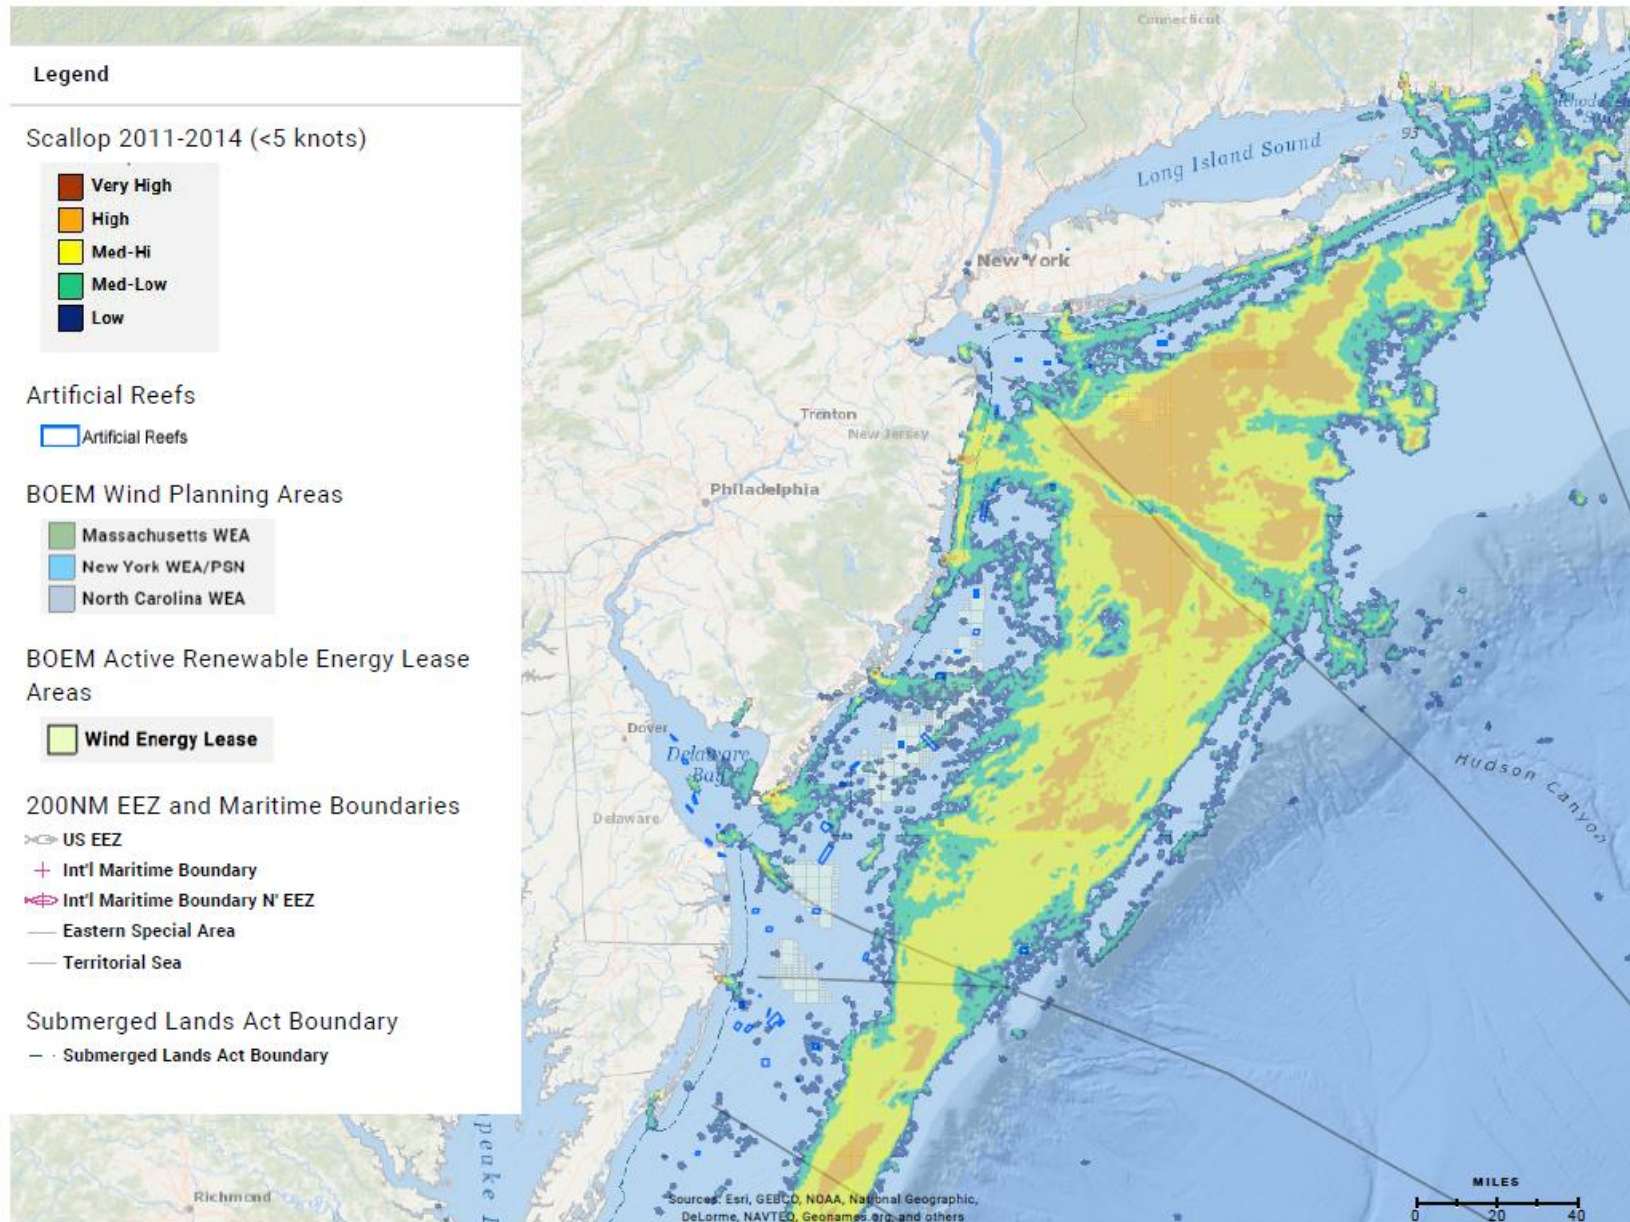 Legend
Scallop 2011-2014 (<5 knots)
Very High
High
Med-Hi
Med-Low
Low
Artificial Reefs
Artificial Reefs
BOEM Wind Planning Areas
Massachusetts WEA
New York WEA/PSN
North Carolina WEA
BOEM Active Renewable Energy Lease
Areas
Wind Energy Lease
200NM EEZ and Maritime Boundaries
US EEZ
Int'l Maritime Boundary
Int'l Maritime Boundary N' EEZ
Eastern Special Area
Territorial Sea
Submerged Lands Act Boundary
Submerged Lands Act Boundary
Connecticut
93
Long Island Sound
New York
Trenton
New Jersey
Philadelphia
Dover
Delaware
Bay
Delaware
Hudson Canyon
Richmond
MILES
0 20 40
Sources: Esri, GEBCO, NOAA, National Geographic,
DeLorme, NAVTEQ, Geonames.org, and others